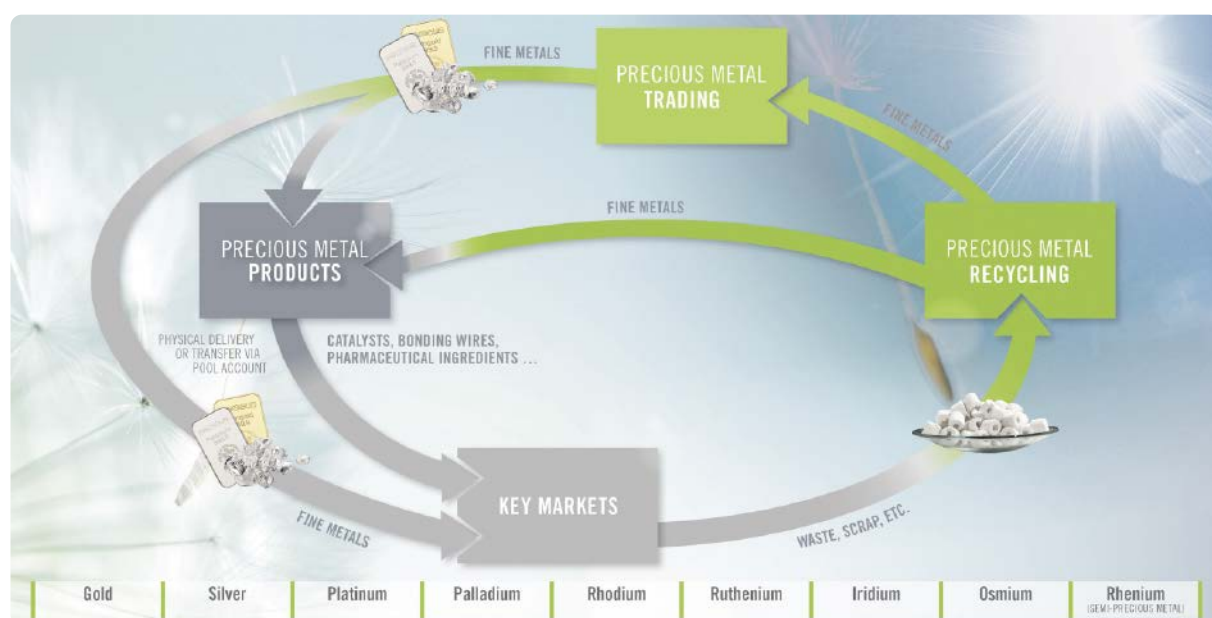 FINE METALS
PRECIOUS METAL
TRADING
FINE METALS
FINE METALS
PRECIOUS METAL
PRODUCTS
PRECIOUS METAL
RECYCLING
PHYSICAL DELIVERY
OR TRANSFER VIA
POOL ACCOUNT
CATALYSTS, BONDING WIRES,
PHARMACEUTICAL INGREDIENTS ...
KEY MARKETS
FINE METALS
WASTE, SCRAP, ETC.
Gold
Silver
Platinum
Palladium
Rhodium
Ruthenium
Iridium
Osmium
Rhenium
(SEMI-PRECIOUS METAL)